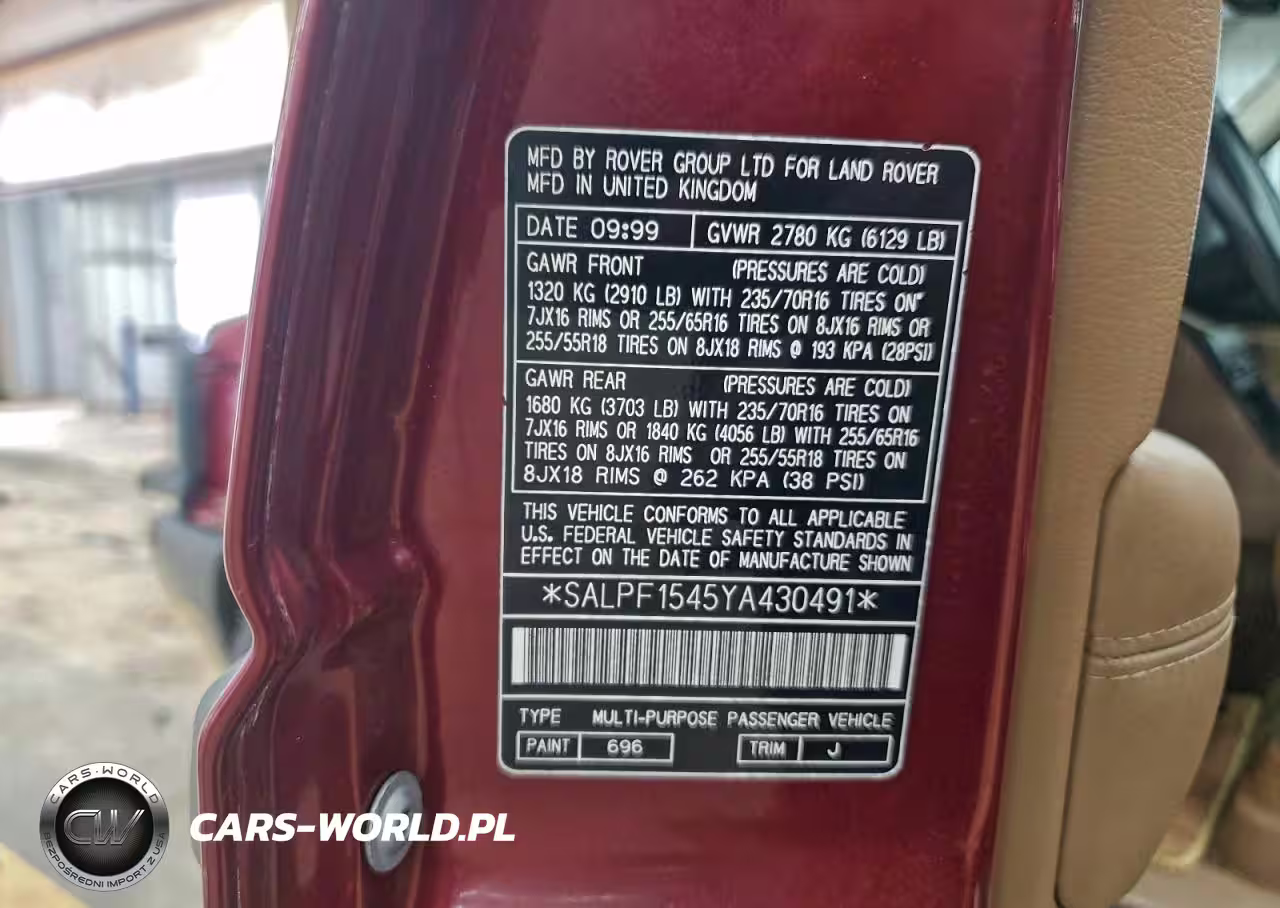 MFD BY ROVER GROUP LTD FOR LAND ROVER
MFD IN UNITED KINGDOM
DATE 09:99 GVWR 2780 KG (6129 LB)
GAWR FRONT (PRESSURES ARE COLD)
1320 KG (2910 LB) WITH 235/70R16 TIRES ON
7JX16 RIMS OR 255/65R16 TIRES ON 8JX16 RIMS OR
255/55R18 TIRES ON 8JX18 RIMS @ 193 KPA (28PSI)
GAWR REAR (PRESSURES ARE COLD)
1680 KG (3703 LB) WITH 235/70R16 TIRES ON
7JX16 RIMS OR 1840 KG (4056 LB) WITH 255/65R16
TIRES ON 8JX16 RIMS OR 255/55R18 TIRES ON
8JX18 RIMS @ 262 KPA (38 PSI)
THIS VEHICLE CONFORMS TO ALL APPLICABLE
U.S. FEDERAL VEHICLE SAFETY STANDARDS IN
EFFECT ON THE DATE OF MANUFACTURE SHOWN
*SALPF1545YA430491*
TYPE MULTI-PURPOSE PASSENGER VEHICLE
PAINT 696 TRIM J
CARS-WORLD
CW
BEZPOŚREDNI IMPORT Z USA
CARS-WORLD.PL